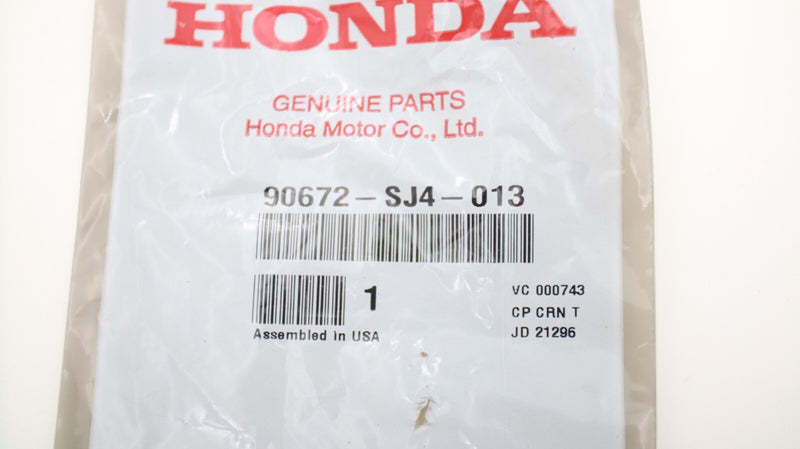 HONDA
GENUINE PARTS
Honda Motor Co., Ltd.
90672-SJ4-013
1
Assembled in USA
VC 000743
CP CRN T
JD 21296